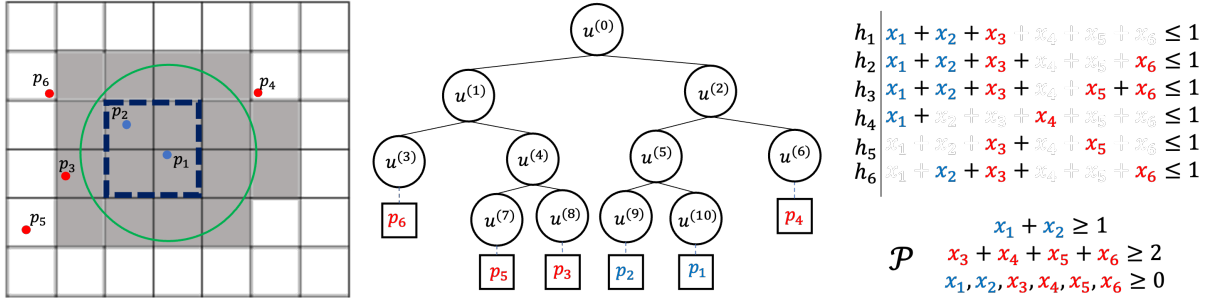 p₆
p₄
p₂
p₁
p₃
p₅
u⁽⁰⁾
u⁽¹⁾
u⁽²⁾
u⁽³⁾
u⁽⁴⁾
u⁽⁵⁾
u⁽⁶⁾
u⁽⁷⁾
u⁽⁸⁾
u⁽⁹⁾
u⁽¹⁰⁾
p₆
p₄
p₅
p₃
p₂
p₁
h₁ x₁ + x₂ + x₃ + x₄ + x₅ + x₆ ≤ 1
h₂ x₁ + x₂ + x₃ + x₄ + x₅ + x₆ ≤ 1
h₃ x₁ + x₂ + x₃ + x₄ + x₅ + x₆ ≤ 1
h₄ x₁ + x₂ + x₃ + x₄ + x₅ + x₆ ≤ 1
h₅ x₁ + x₂ + x₃ + x₄ + x₅ + x₆ ≤ 1
h₆ x₁ + x₂ + x₃ + x₄ + x₅ + x₆ ≤ 1
x₁ + x₂ ≥ 1
𝒫 x₃ + x₄ + x₅ + x₆ ≥ 2
x₁, x₂, x₃, x₄, x₅, x₆ ≥ 0